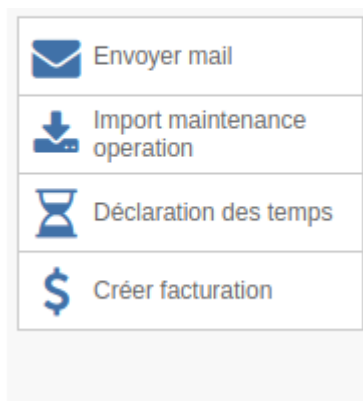 Envoyer mail
Import maintenance
operation
Déclaration des temps
Créer facturation